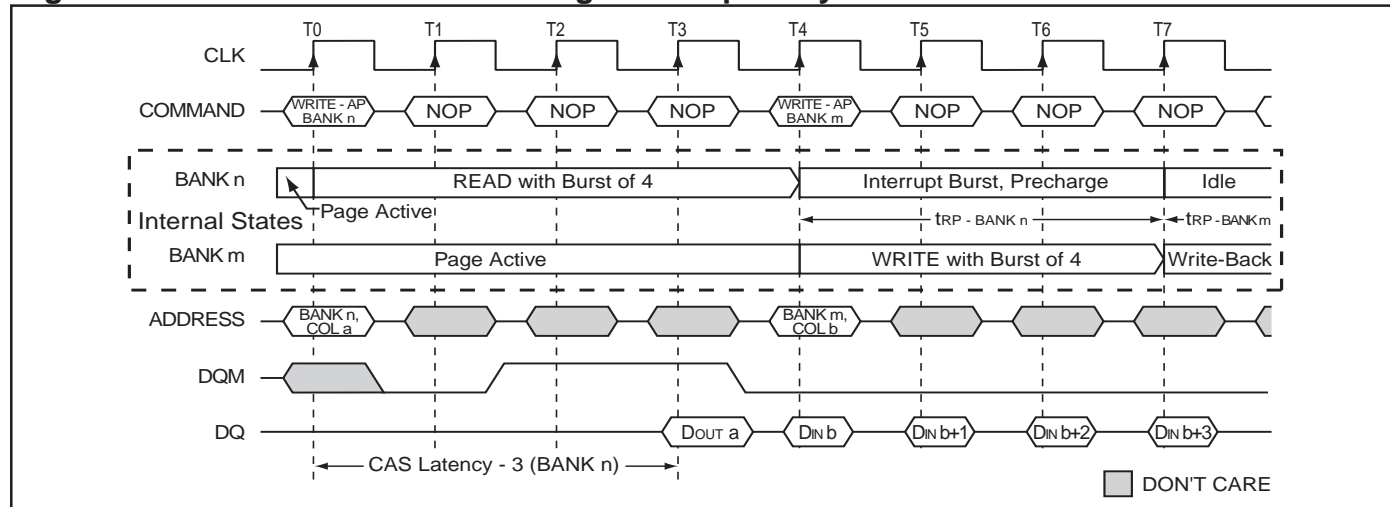 T0 T1 T2 T3 T4 T5 T6 T7
CLK
COMMAND WRITE - AP BANK n NOP NOP NOP WRITE - AP BANK m NOP NOP NOP
BANK n READ with Burst of 4 Interrupt Burst, Precharge Idle
Internal States Page Active tRP - BANK n tRP - BANK m
BANK m Page Active WRITE with Burst of 4 Write-Back
ADDRESS BANK n, COL a BANK m, COL b
DQM
DQ DOUT a DIN b DIN b+1 DIN b+2 DIN b+3
CAS Latency - 3 (BANK n)
DON'T CARE